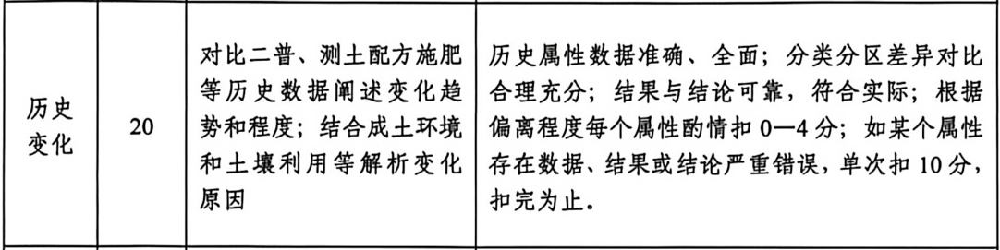 历史
变化
20
对比二普、测土配方施肥
等历史数据阐述变化趋
势和程度；结合成土环境
和土壤利用等解析变化
原因
历史属性数据准确、全面；分类分区差异对比
合理充分；结果与结论可靠，符合实际；根据
偏离程度每个属性酌情扣 0—4 分；如某个属性
存在数据、结果或结论严重错误，单次扣 10 分，
扣完为止。